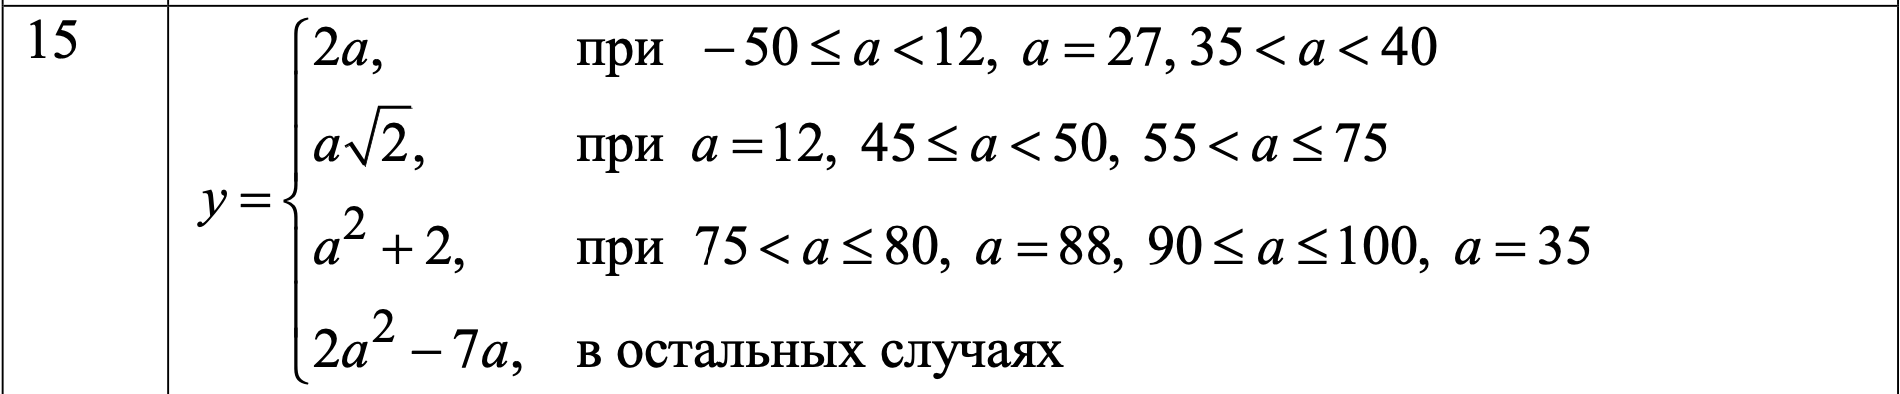 15
y = { 2a, при −50 ≤ a < 12, a = 27, 35 < a < 40
a√2, при a = 12, 45 ≤ a < 50, 55 < a ≤ 75
a² + 2, при 75 < a ≤ 80, a = 88, 90 ≤ a ≤ 100, a = 35
2a² − 7a, в остальных случаях